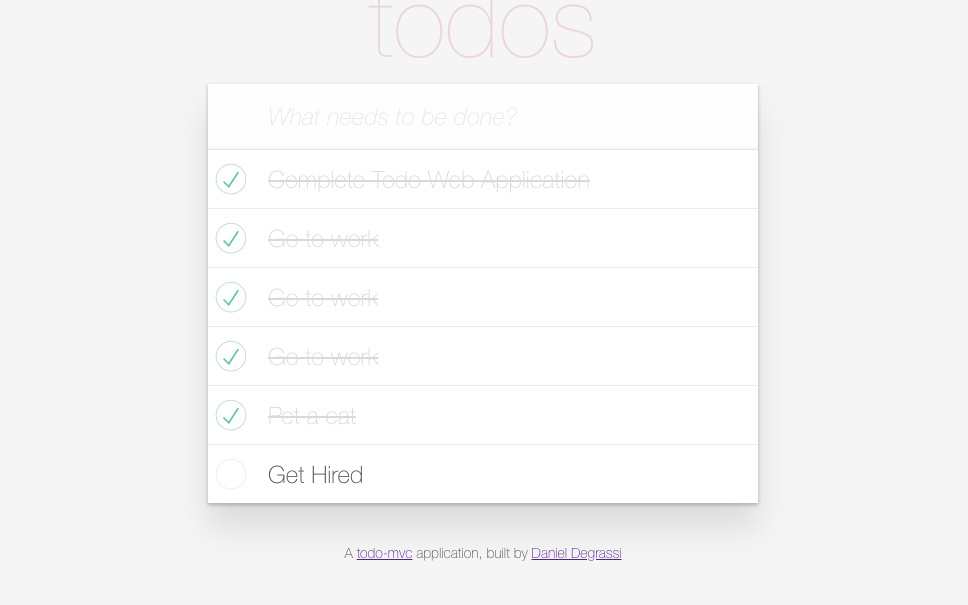 todos
What needs to be done?
Complete Todo Web Application
Go to work
Go to work
Go to work
Pet a cat
Get Hired
A todo-mvc application, built by Daniel Degrassi